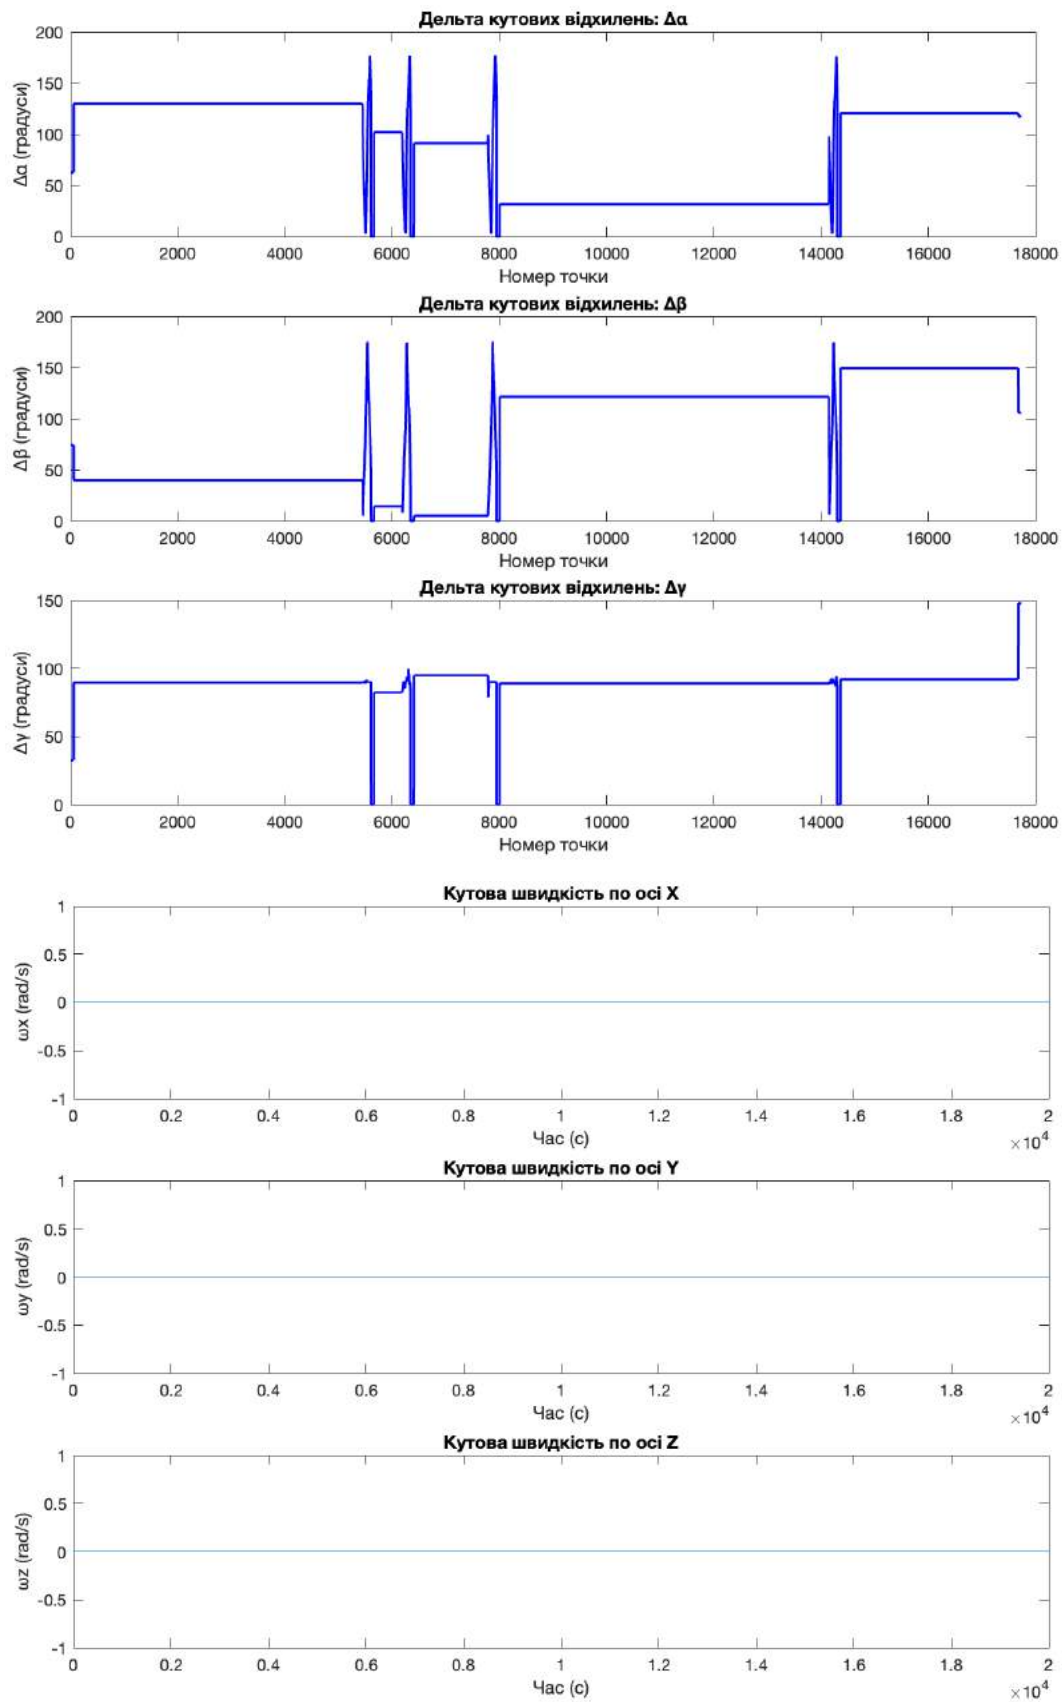 Дельта кутових відхилень: Δα
200
150
100
50
0
Δα (градуси)
0 2000 4000 6000 8000 10000 12000 14000 16000 18000
Номер точки
Дельта кутових відхилень: Δβ
200
150
100
50
0
Δβ (градуси)
0 2000 4000 6000 8000 10000 12000 14000 16000 18000
Номер точки
Дельта кутових відхилень: Δγ
150
100
50
0
Δγ (градуси)
0 2000 4000 6000 8000 10000 12000 14000 16000 18000
Номер точки
Кутова швидкість по осі X
1
0.5
0
-0.5
-1
ωx (rad/s)
0 0.2 0.4 0.6 0.8 1 1.2 1.4 1.6 1.8 2
Час (с)
×10⁴
Кутова швидкість по осі Y
1
0.5
0
-0.5
-1
ωy (rad/s)
0 0.2 0.4 0.6 0.8 1 1.2 1.4 1.6 1.8 2
Час (с)
×10⁴
Кутова швидкість по осі Z
1
0.5
0
-0.5
-1
ωz (rad/s)
0 0.2 0.4 0.6 0.8 1 1.2 1.4 1.6 1.8 2
Час (с)
×10⁴